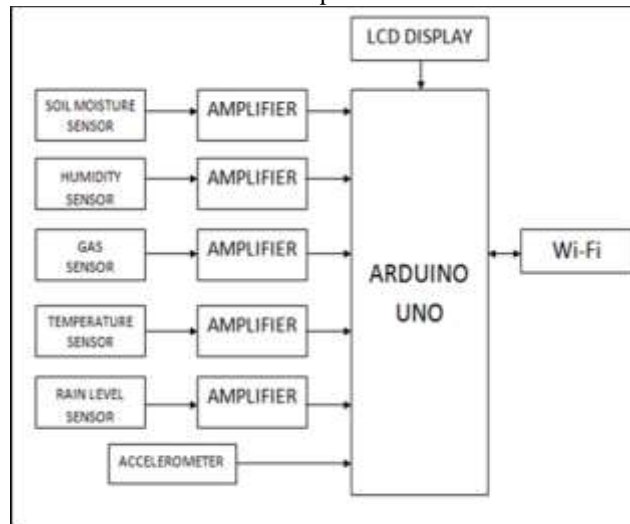 LCD DISPLAY
SOIL MOISTURE
SENSOR
AMPLIFIER
HUMIDITY
SENSOR
AMPLIFIER
GAS
SENSOR
AMPLIFIER
TEMPERATURE
SENSOR
AMPLIFIER
RAIN LEVEL
SENSOR
AMPLIFIER
ACCELEROMETER
ARDUINO
UNO
Wi-Fi